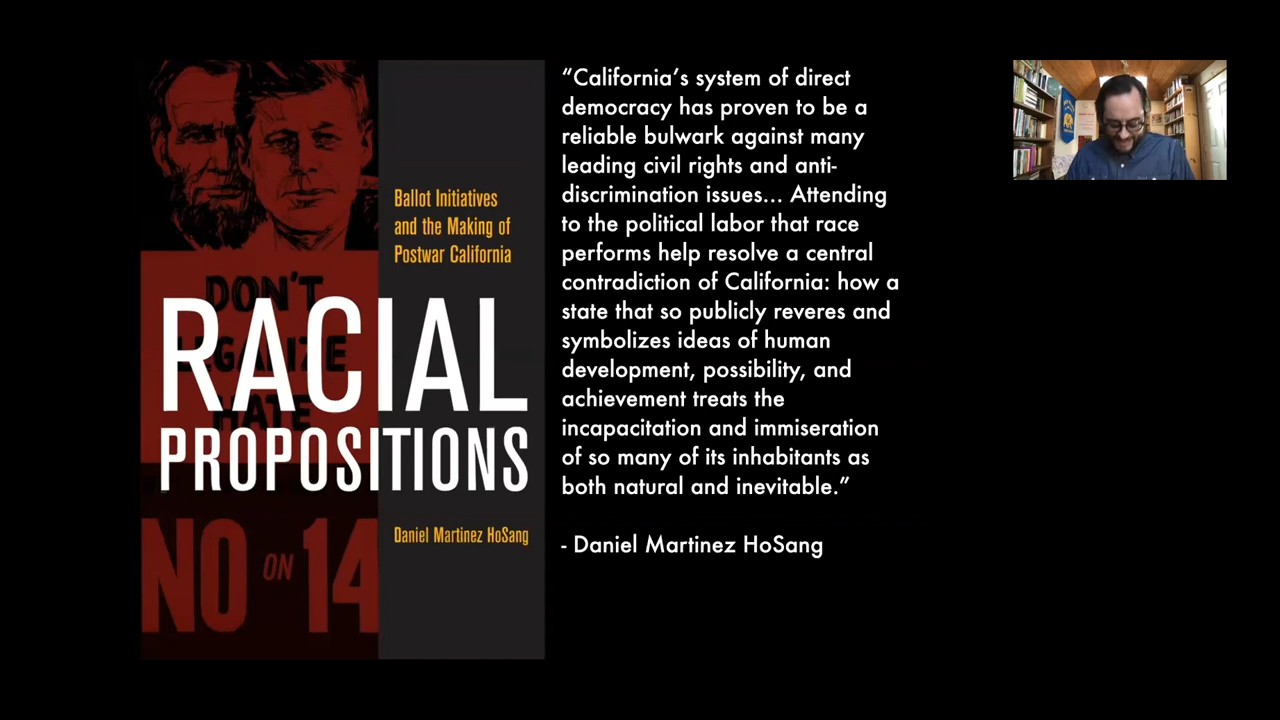 Ballot Initiatives
and the Making of
Postwar California
DON'T
LEGALIZE
HATE
RACIAL
PROPOSITIONS
Daniel Martinez HoSang
NO ON 14
“California’s system of direct
democracy has proven to be a
reliable bulwark against many
leading civil rights and anti-
discrimination issues... Attending
to the political labor that race
performs help resolve a central
contradiction of California: how a
state that so publicly reveres and
symbolizes ideas of human
development, possibility, and
achievement treats the
incapacitation and immiseration
of so many of its inhabitants as
both natural and inevitable.”
- Daniel Martinez HoSang